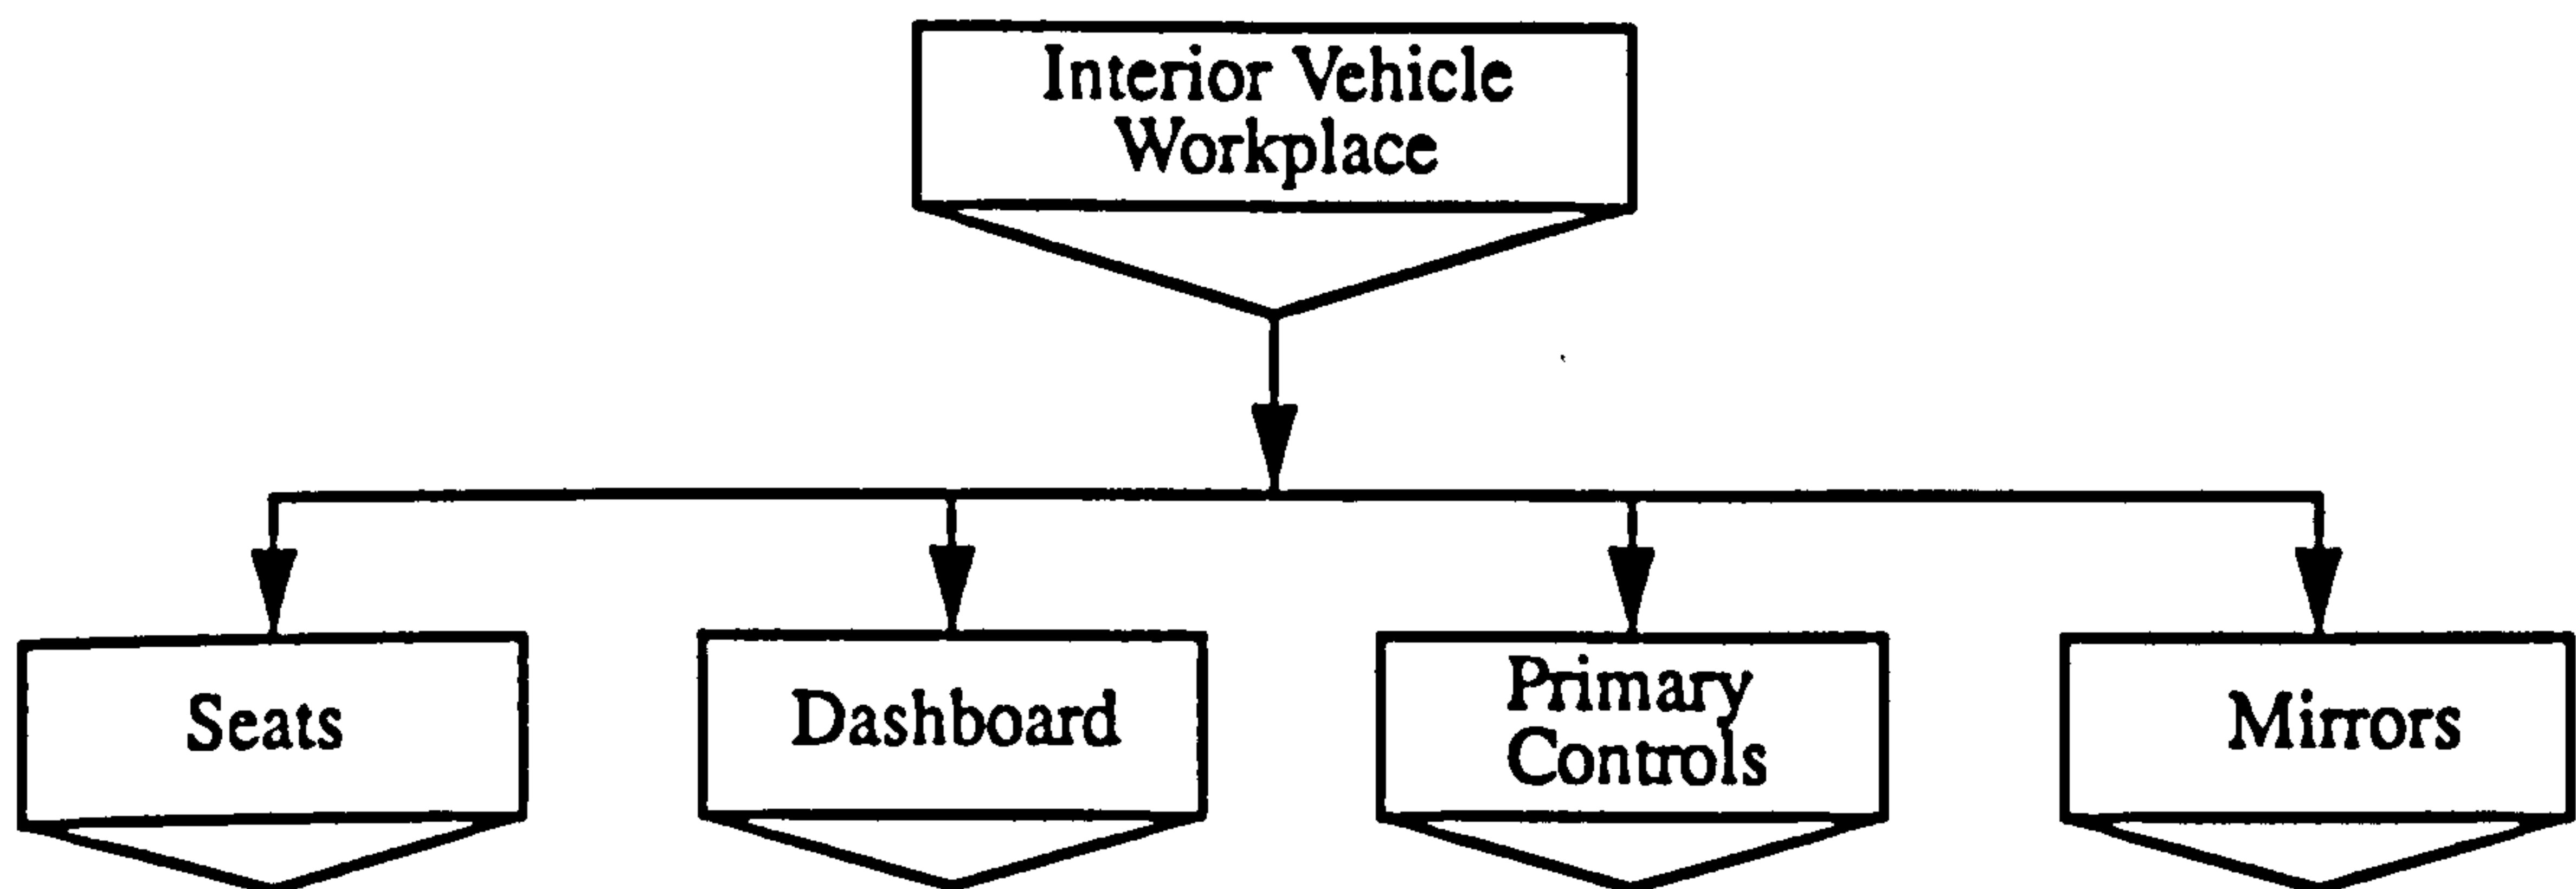 Interior Vehicle
Workplace
Seats
Dashboard
Primary
Controls
Mirrors